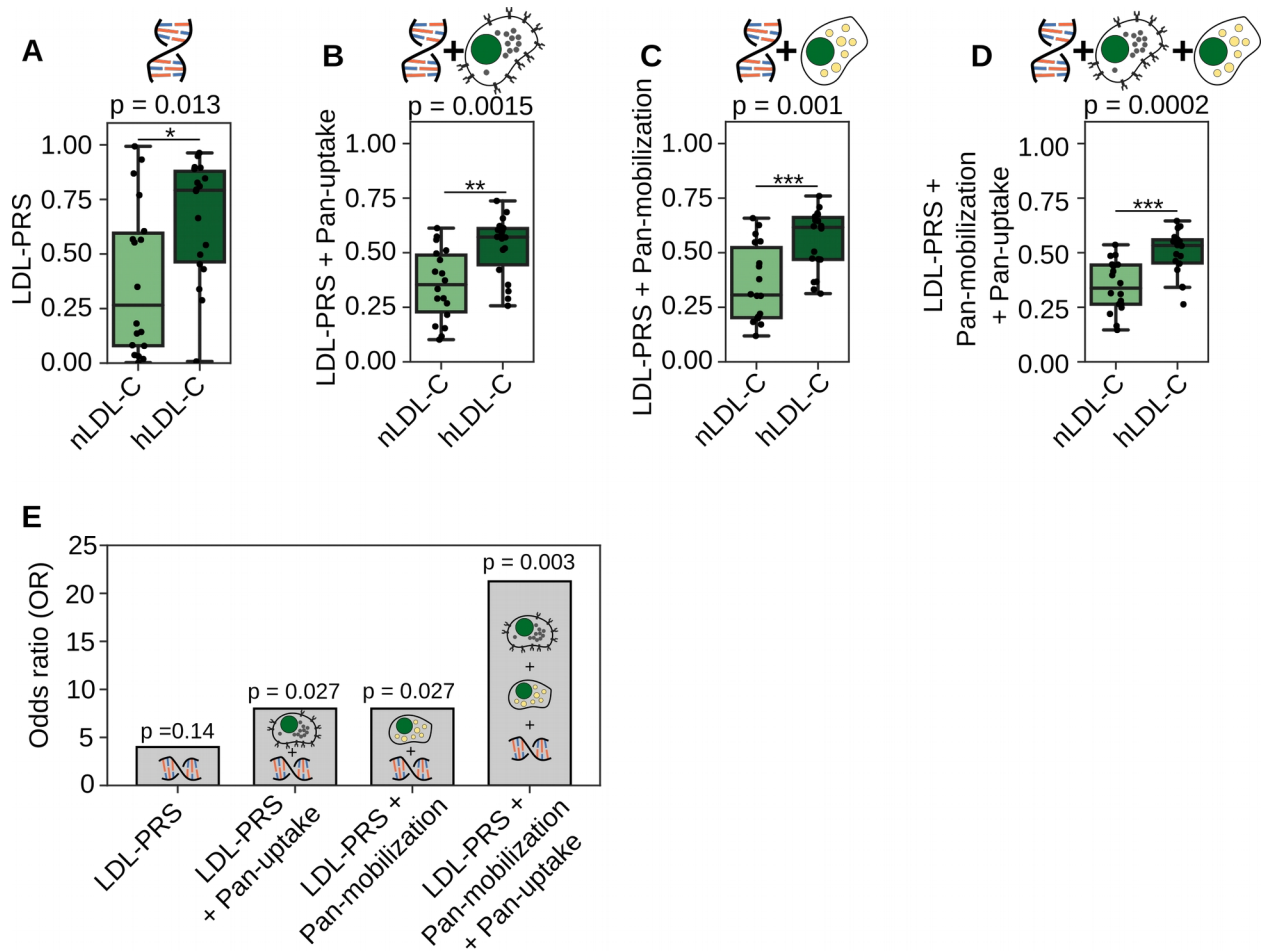 A
p = 0.013
LDL-PRS
1.00
0.75
0.50
0.25
0.00
*
nLDL-C
hLDL-C
B
+
p = 0.0015
LDL-PRS + Pan-uptake
1.00
0.75
0.50
0.25
0.00
**
nLDL-C
hLDL-C
C
+
p = 0.001
LDL-PRS + Pan-mobilization
1.00
0.75
0.50
0.25
0.00
***
nLDL-C
hLDL-C
D
+
+
p = 0.0002
LDL-PRS +
Pan-mobilization
+ Pan-uptake
1.00
0.75
0.50
0.25
0.00
***
nLDL-C
hLDL-C
E
Odds ratio (OR)
25
20
15
10
5
0
p =0.14
p = 0.027
+
p = 0.027
+
p = 0.003
+
+
LDL-PRS
LDL-PRS
+ Pan-uptake
LDL-PRS +
Pan-mobilization
LDL-PRS +
Pan-mobilization
+ Pan-uptake